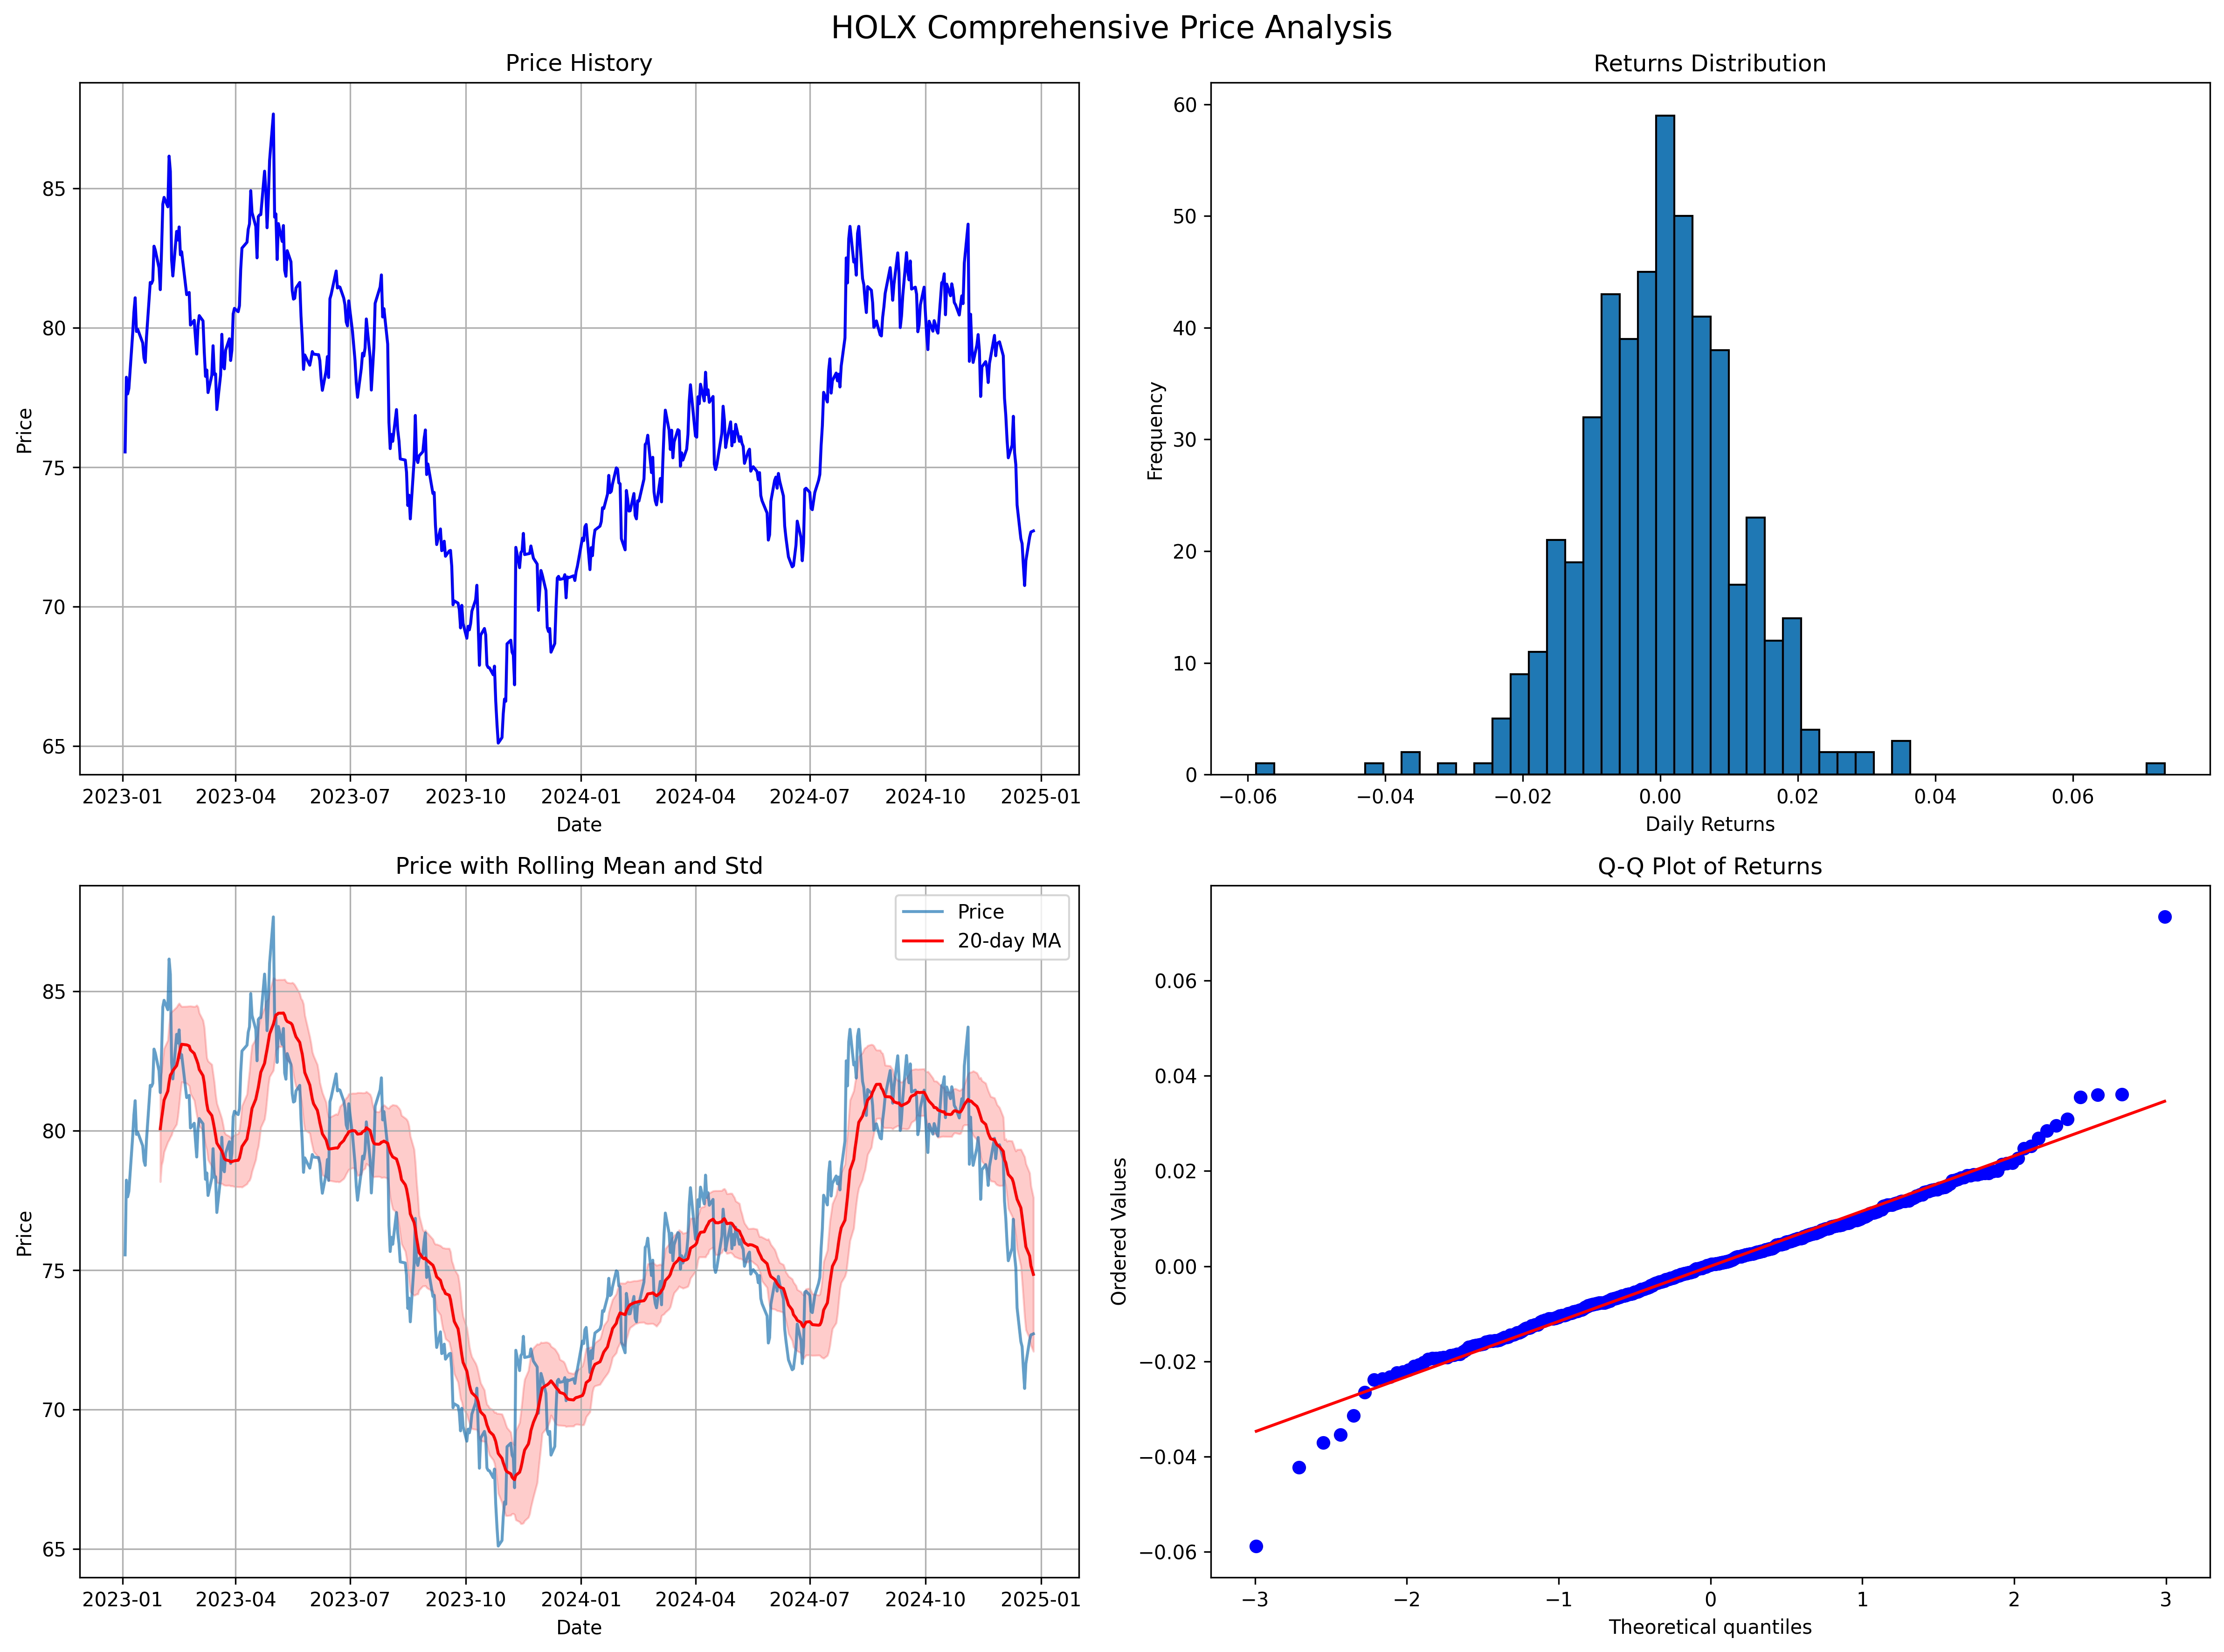 HOLX Comprehensive Price Analysis
Price History
Price
85
80
75
70
65
2023-01 2023-04 2023-07 2023-10 2024-01 2024-04 2024-07 2024-10 2025-01
Date
Returns Distribution
Frequency
60
50
40
30
20
10
0
−0.06 −0.04 −0.02 0.00 0.02 0.04 0.06
Daily Returns
Price with Rolling Mean and Std
Price
20-day MA
Price
85
80
75
70
65
2023-01 2023-04 2023-07 2023-10 2024-01 2024-04 2024-07 2024-10 2025-01
Date
Q-Q Plot of Returns
Ordered Values
0.06
0.04
0.02
0.00
−0.02
−0.04
−0.06
−3 −2 −1 0 1 2 3
Theoretical quantiles